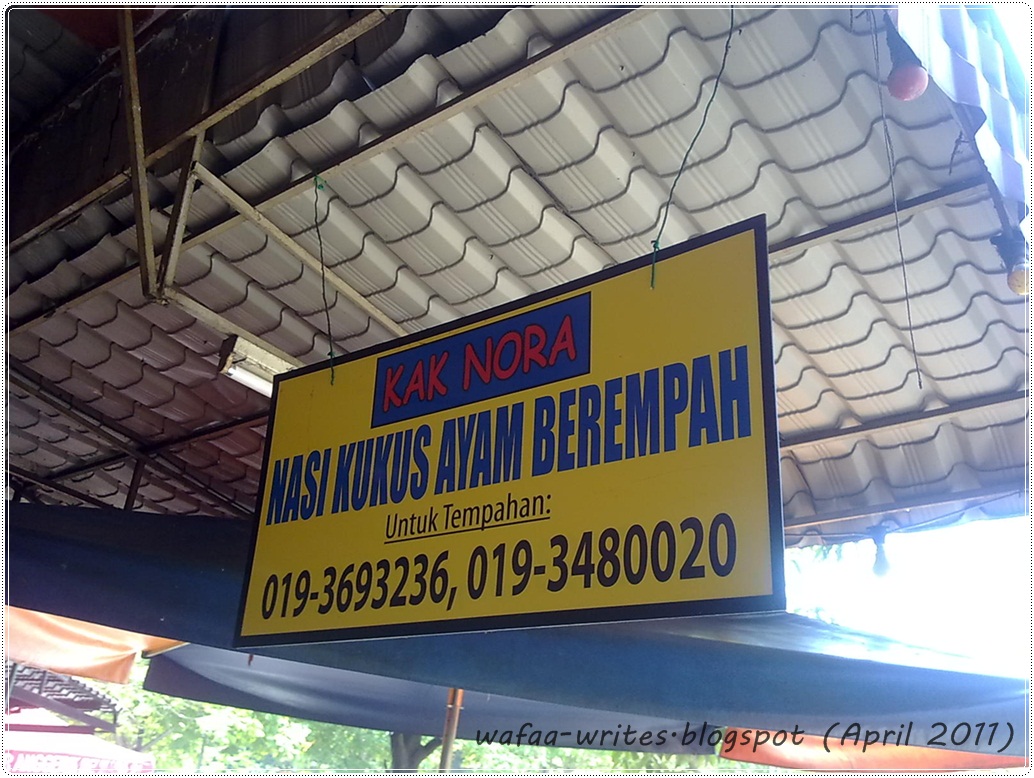 KAK NORA
NASI KUKUS AYAM BEREMPAH
Untuk Tempahan:
019-3693236, 019-3480020
wafaa-writes·blogspot (April 2011)